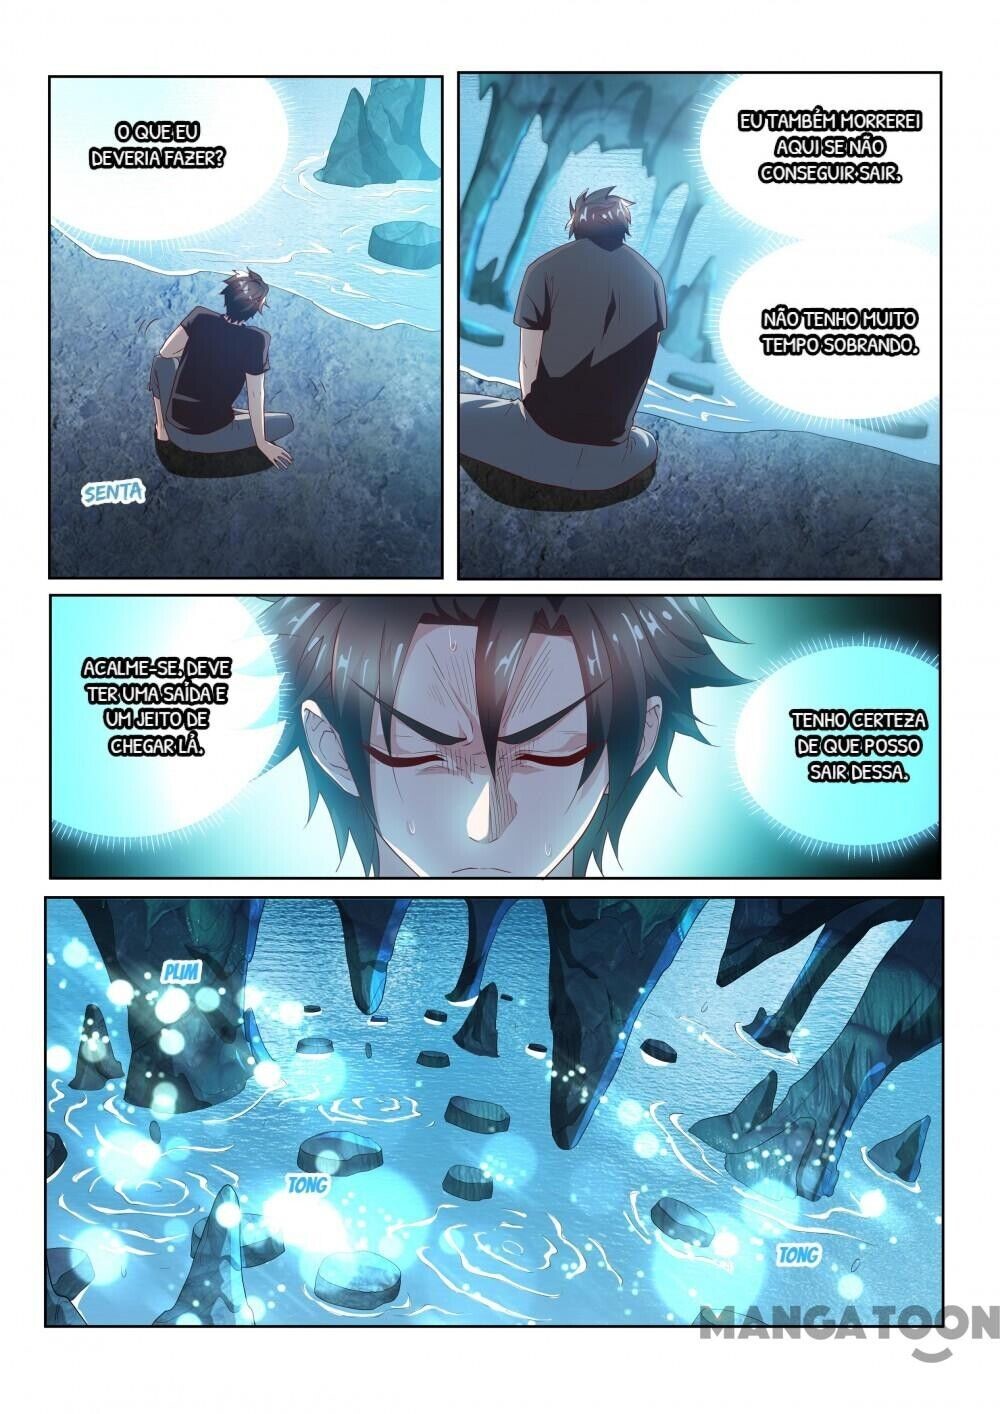 O QUE EU
DEVERIA FAZER?
SENTA
EU TAMBÉM MORREREI
AQUI SE NÃO
CONSEGUIR SAIR.
NÃO TENHO MUITO
TEMPO SOBRANDO.
ACALME-SE. DEVE
TER UMA SAÍDA E
UM JEITO DE
CHEGAR LÁ.
TENHO CERTEZA
DE QUE POSSO
SAIR DESSA.
PLIM
TONG
TONG
MANGATOON